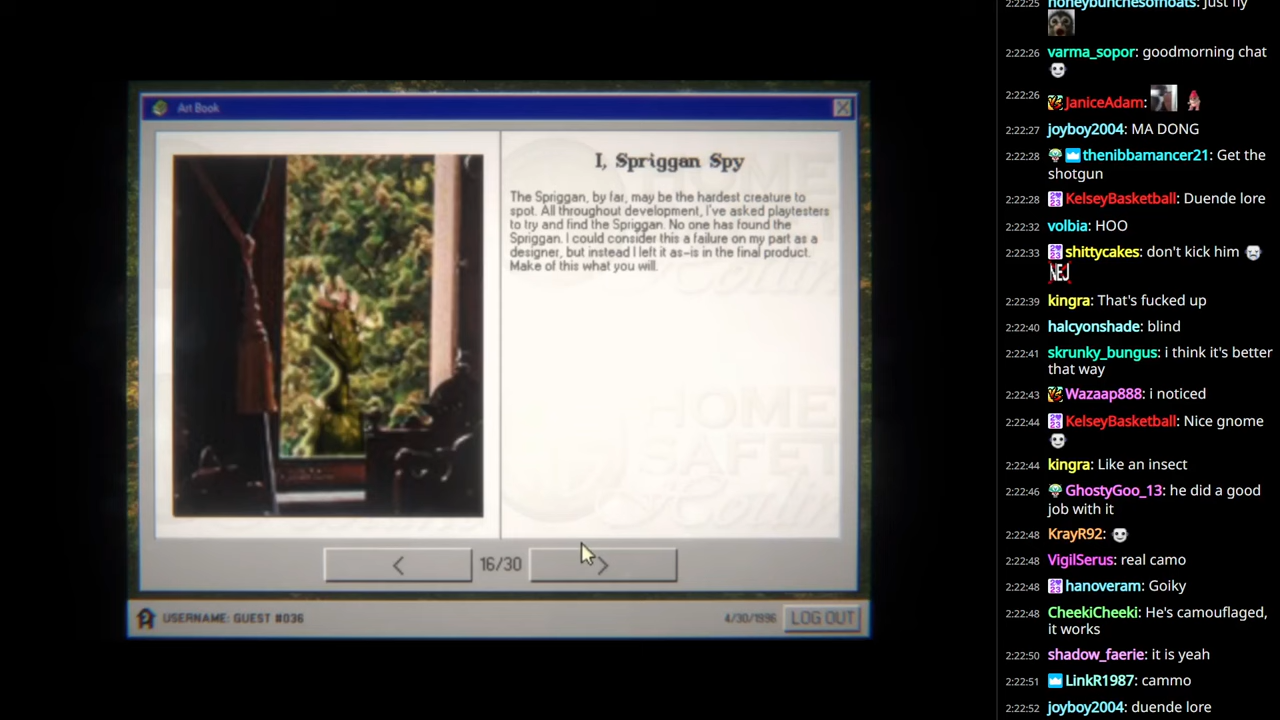 Art Book
I, Spriggan Spy
The Spriggan, by far, may be the hardest creature to
spot. All throughout development, I've asked playtesters
to try and find the Spriggan. No one has found the
Spriggan. I could consider this a failure on my part as a
designer, but instead I left it as-is in the final product.
Make of this what you will.
HOME
SAFET
< 16/30 >
USERNAME: GUEST #036
4/30/1996 LOG OUT
2:22:25 honeybunchesofnoats: just fly
2:22:26 varma_sopor: goodmorning chat
2:22:26 JaniceAdam:
2:22:27 joyboy2004: MA DONG
2:22:28 thenibbamancer21: Get the
shotgun
2:22:28 KelseyBasketball: Duende lore
2:22:32 volbia: HOO
2:22:33 shittycakes: don't kick him
NEJ
2:22:39 kingra: That's fucked up
2:22:40 halcyonshade: blind
2:22:41 skrunky_bungus: i think it's better
that way
2:22:43 Wazaap888: i noticed
2:22:44 KelseyBasketball: Nice gnome
2:22:44 kingra: Like an insect
2:22:46 GhostyGoo_13: he did a good
job with it
2:22:48 KrayR92:
2:22:48 VigilSerus: real camo
2:22:48 hanoveram: Goiky
2:22:48 CheekiCheeki: He's camouflaged,
it works
2:22:50 shadow_faerie: it is yeah
2:22:51 LinkR1987: cammo
2:22:52 joyboy2004: duende lore